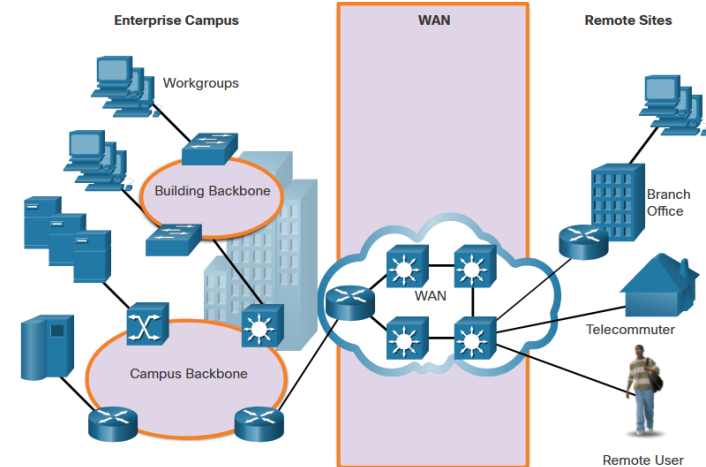 Enterprise Campus
WAN
Remote Sites
Workgroups
Building Backbone
Branch
Office
WAN
Telecommuter
Campus Backbone
Remote User